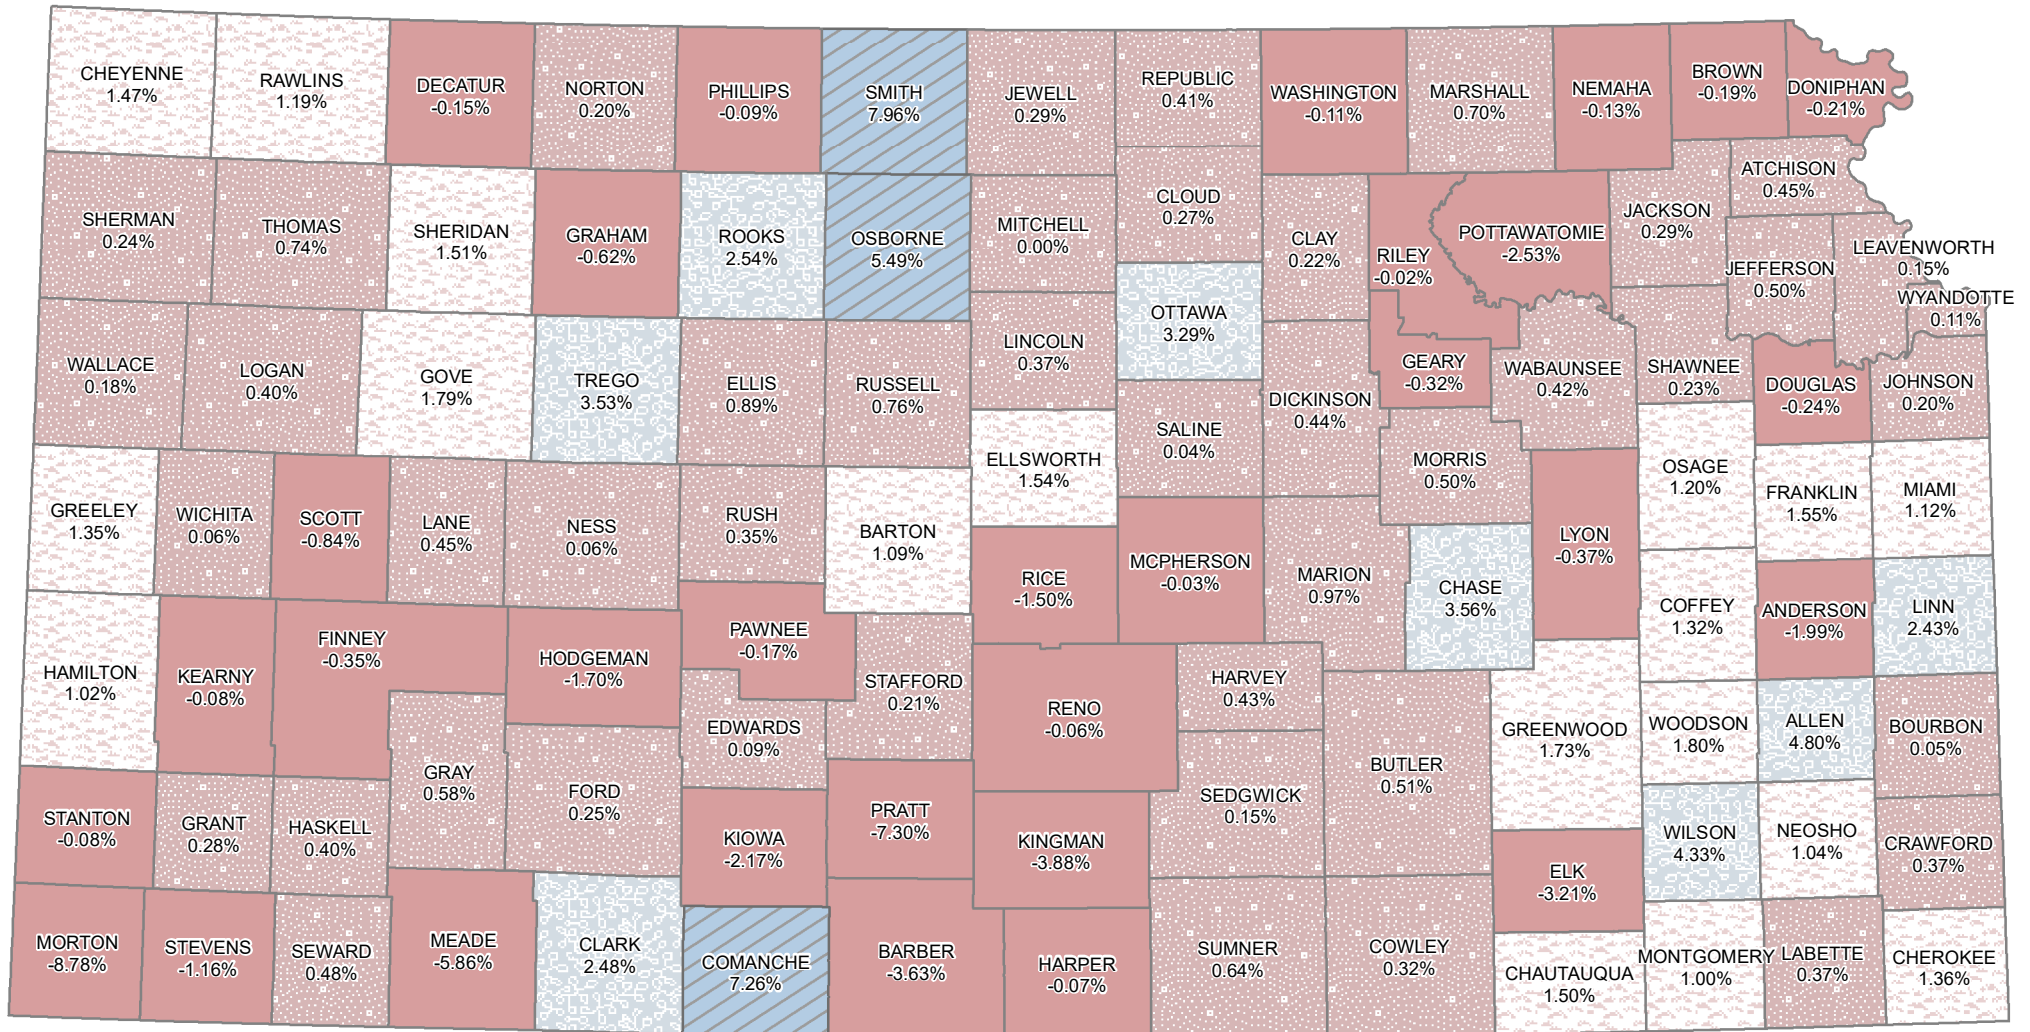 CHEYENNE
1.47%
RAWLINS
1.19%
DECATUR
-0.15%
NORTON
0.20%
PHILLIPS
-0.09%
SMITH
7.96%
JEWELL
0.29%
REPUBLIC
0.41%
WASHINGTON
-0.11%
MARSHALL
0.70%
NEMAHA
-0.13%
BROWN
-0.19%
DONIPHAN
-0.21%
SHERMAN
0.24%
THOMAS
0.74%
SHERIDAN
1.51%
GRAHAM
-0.62%
ROOKS
2.54%
OSBORNE
5.49%
MITCHELL
0.00%
CLOUD
0.27%
CLAY
0.22%
RILEY
-0.02%
POTTAWATOMIE
-2.53%
JACKSON
0.29%
ATCHISON
0.45%
JEFFERSON
0.50%
LEAVENWORTH
0.15%
WYANDOTTE
0.11%
WALLACE
0.18%
LOGAN
0.40%
GOVE
1.79%
TREGO
3.53%
ELLIS
0.89%
RUSSELL
0.76%
LINCOLN
0.37%
OTTAWA
3.29%
DICKINSON
0.44%
GEARY
-0.32%
WABAUNSEE
0.42%
SHAWNEE
0.23%
DOUGLAS
-0.24%
JOHNSON
0.20%
GREELEY
1.35%
WICHITA
0.06%
SCOTT
-0.84%
LANE
0.45%
NESS
0.06%
RUSH
0.35%
BARTON
1.09%
ELLSWORTH
1.54%
SALINE
0.04%
MORRIS
0.50%
OSAGE
1.20%
FRANKLIN
1.55%
MIAMI
1.12%
RICE
-1.50%
MCPHERSON
-0.03%
MARION
0.97%
CHASE
3.56%
LYON
-0.37%
COFFEY
1.32%
ANDERSON
-1.99%
LINN
2.43%
HAMILTON
1.02%
KEARNY
-0.08%
FINNEY
-0.35%
HODGEMAN
-1.70%
PAWNEE
-0.17%
STAFFORD
0.21%
EDWARDS
0.09%
RENO
-0.06%
HARVEY
0.43%
GREENWOOD
1.73%
WOODSON
1.80%
ALLEN
4.80%
BOURBON
0.05%
STANTON
-0.08%
GRANT
0.28%
HASKELL
0.40%
GRAY
0.58%
FORD
0.25%
KIOWA
-2.17%
PRATT
-7.30%
KINGMAN
-3.88%
SEDGWICK
0.15%
BUTLER
0.51%
ELK
-3.21%
WILSON
4.33%
NEOSHO
1.04%
CRAWFORD
0.37%
MORTON
-8.78%
STEVENS
-1.16%
SEWARD
0.48%
MEADE
-5.86%
CLARK
2.48%
COMANCHE
7.26%
BARBER
-3.63%
HARPER
-0.07%
SUMNER
0.64%
COWLEY
0.32%
CHAUTAUQUA
1.50%
MONTGOMERY
1.00%
LABETTE
0.37%
CHEROKEE
1.36%